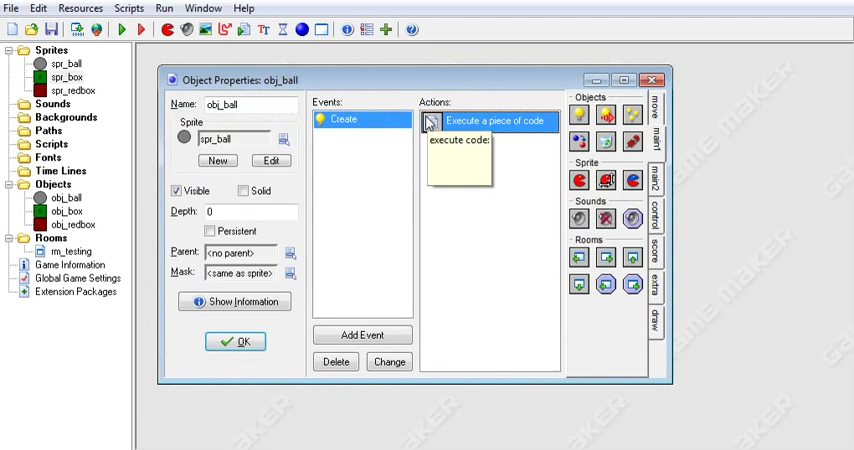 File Edit Resources Scripts Run Window Help
Sprites
spr_ball
spr_box
spr_redbox
Sounds
Backgrounds
Paths
Scripts
Fonts
Time Lines
Objects
obj_ball
obj_box
obj_redbox
Rooms
rm_testing
Game Information
Global Game Settings
Extension Packages
Object Properties: obj_ball
Name: obj_ball
Sprite
spr_ball
New Edit
Visible Solid
Depth: 0
Persistent
Parent: <no parent>
Mask: <same as sprite>
Show Information
OK
Events:
Create
Add Event
Delete Change
Actions:
Execute a piece of code
execute code:
Objects
Sprite
Sounds
Rooms
move
main1
main2
control
score
extra
draw
GAME MAKER